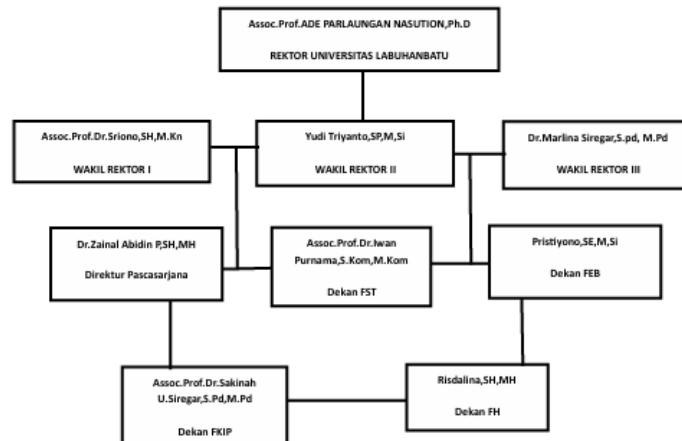 Assoc.Prof.ADE PARLAUNGAN NASUTION,Ph.D
REKTOR UNIVERSITAS LABUHANBATU
Assoc.Prof.Dr.Sriono,SH,M.Kn
WAKIL REKTOR I
Yudi Triyanto,SP,M,Si
WAKIL REKTOR II
Dr.Marlina Siregar,S.pd, M.Pd
WAKIL REKTOR III
Dr.Zainal Abidin P,SH,MH
Direktur Pascasarjana
Assoc.Prof.Dr.Iwan
Purnama,S.Kom,M.Kom
Dekan FST
Pristiyono,SE,M,Si
Dekan FEB
Assoc.Prof.Dr.Sakinah
U.Siregar,S.Pd,M.Pd
Dekan FKIP
Risdalina,SH,MH
Dekan FH